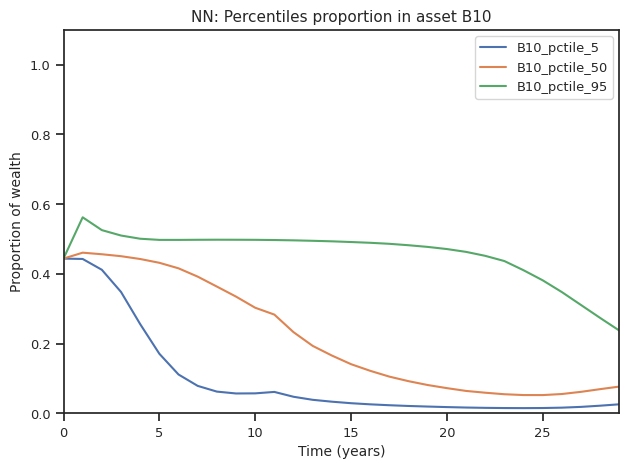 NN: Percentiles proportion in asset B10
B10_pctile_5
B10_pctile_50
B10_pctile_95
Proportion of wealth
1.0
0.8
0.6
0.4
0.2
0.0
0 5 10 15 20 25
Time (years)